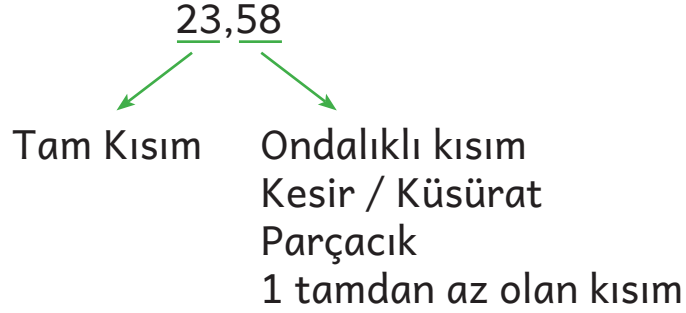 23,58
Tam Kısım
Ondalıklı kısım
Kesir / Küsürat
Parçacık
1 tamdan az olan kısım